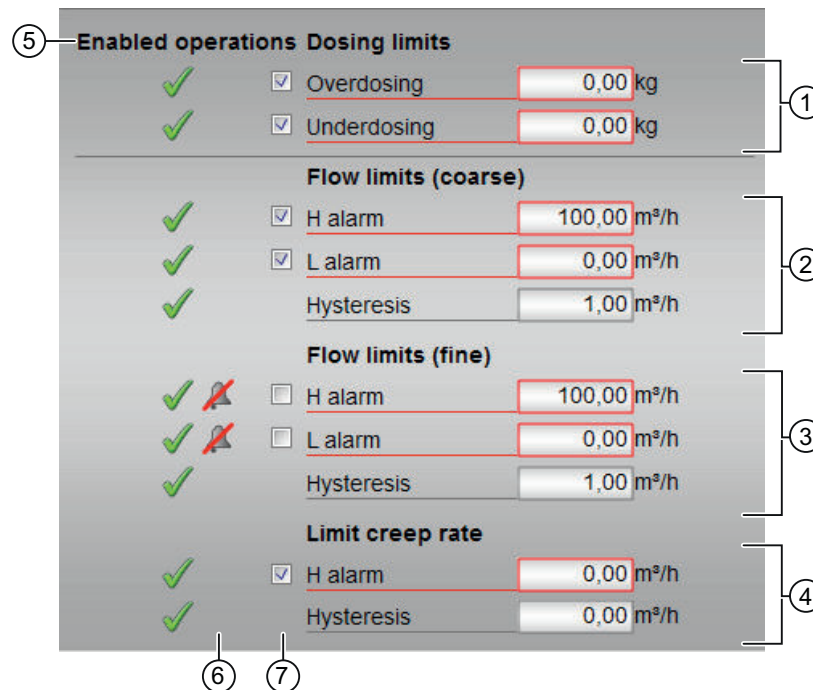 ⑤ Enabled operations Dosing limits
Overdosing 0,00 kg
①
Underdosing 0,00 kg
Flow limits (coarse)
H alarm 100,00 m³/h
L alarm 0,00 m³/h ②
Hysteresis 1,00 m³/h
Flow limits (fine)
H alarm 100,00 m³/h
L alarm 0,00 m³/h ③
Hysteresis 1,00 m³/h
Limit creep rate
H alarm 0,00 m³/h
④
Hysteresis 0,00 m³/h
⑥ ⑦